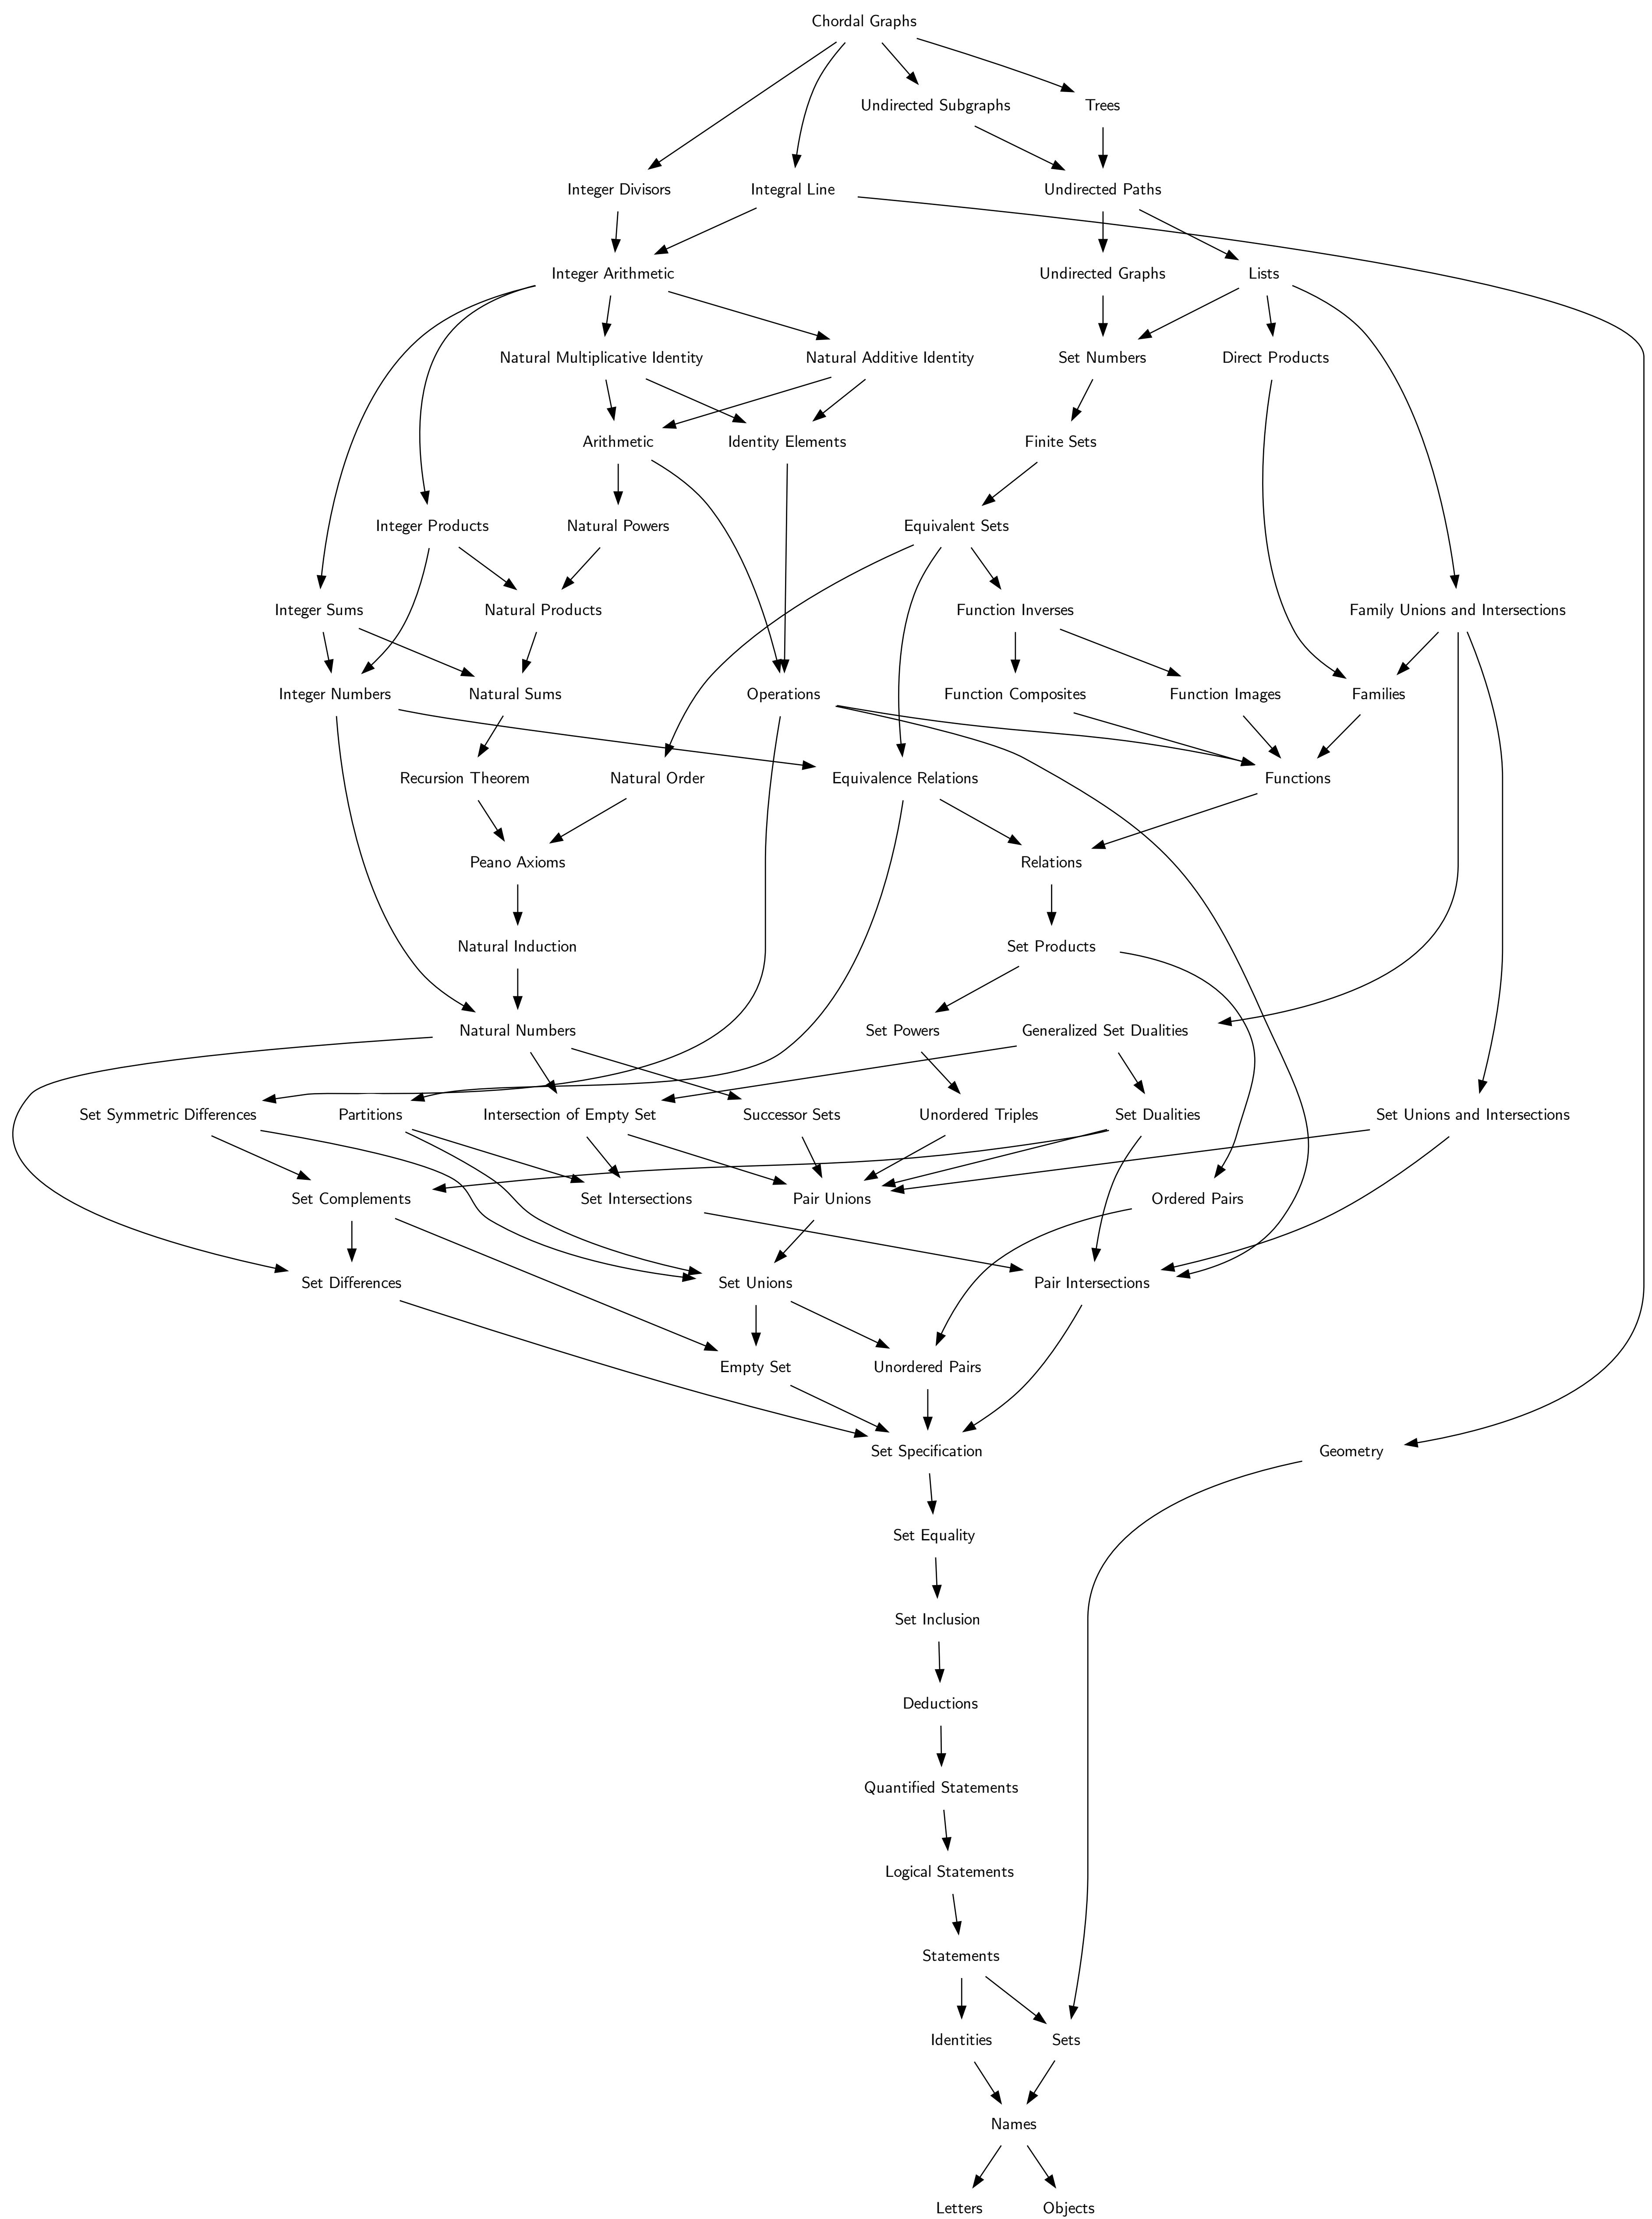 Chordal Graphs
Undirected Subgraphs
Trees
Integer Divisors
Integral Line
Undirected Paths
Integer Arithmetic
Undirected Graphs
Lists
Natural Multiplicative Identity
Natural Additive Identity
Set Numbers
Direct Products
Arithmetic
Identity Elements
Finite Sets
Integer Products
Natural Powers
Equivalent Sets
Integer Sums
Natural Products
Function Inverses
Family Unions and Intersections
Integer Numbers
Natural Sums
Operations
Function Composites
Function Images
Families
Recursion Theorem
Natural Order
Equivalence Relations
Functions
Peano Axioms
Relations
Natural Induction
Set Products
Natural Numbers
Set Powers
Generalized Set Dualities
Set Symmetric Differences
Partitions
Intersection of Empty Set
Successor Sets
Unordered Triples
Set Dualities
Set Unions and Intersections
Set Complements
Set Intersections
Pair Unions
Ordered Pairs
Set Differences
Set Unions
Pair Intersections
Empty Set
Unordered Pairs
Set Specification
Geometry
Set Equality
Set Inclusion
Deductions
Quantified Statements
Logical Statements
Statements
Identities
Sets
Names
Letters
Objects